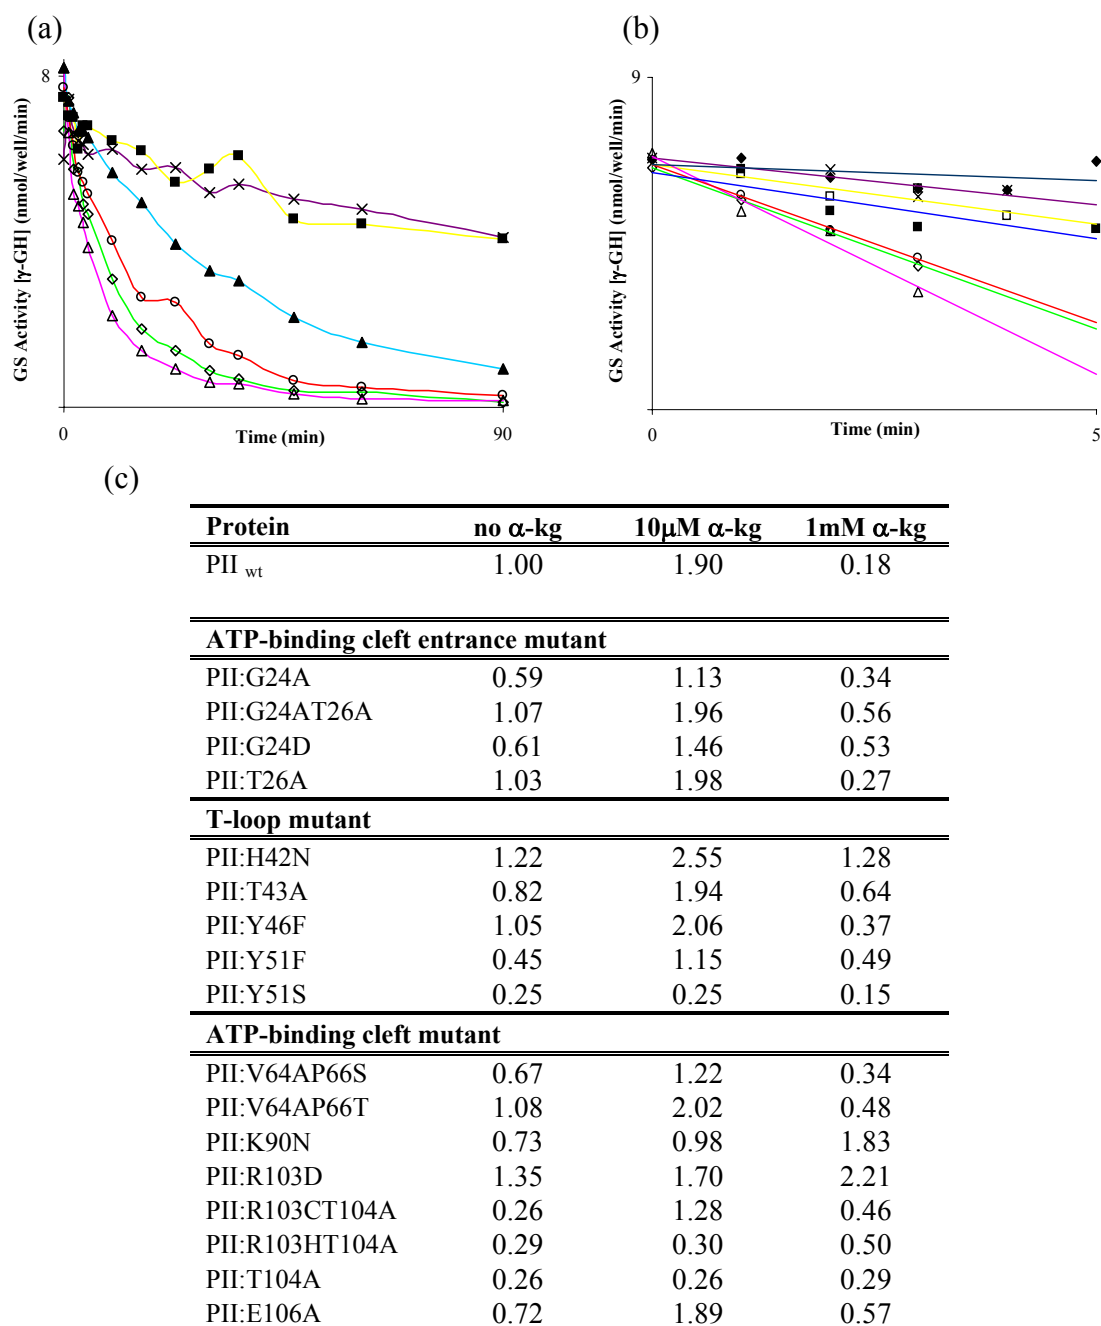 (a)
(b)
8
GS Activity [γ-GH] (nmol/well/min)
0
Time (min)
90
9
GS Activity [γ-GH] (nmol/well/min)
0
Time (min)
5
(c)
Protein no α-kg 10μM α-kg 1mM α-kg
PII wt 1.00 1.90 0.18
ATP-binding cleft entrance mutant
PII:G24A 0.59 1.13 0.34
PII:G24AT26A 1.07 1.96 0.56
PII:G24D 0.61 1.46 0.53
PII:T26A 1.03 1.98 0.27
T-loop mutant
PII:H42N 1.22 2.55 1.28
PII:T43A 0.82 1.94 0.64
PII:Y46F 1.05 2.06 0.37
PII:Y51F 0.45 1.15 0.49
PII:Y51S 0.25 0.25 0.15
ATP-binding cleft mutant
PII:V64AP66S 0.67 1.22 0.34
PII:V64AP66T 1.08 2.02 0.48
PII:K90N 0.73 0.98 1.83
PII:R103D 1.35 1.70 2.21
PII:R103CT104A 0.26 1.28 0.46
PII:R103HT104A 0.29 0.30 0.50
PII:T104A 0.26 0.26 0.29
PII:E106A 0.72 1.89 0.57